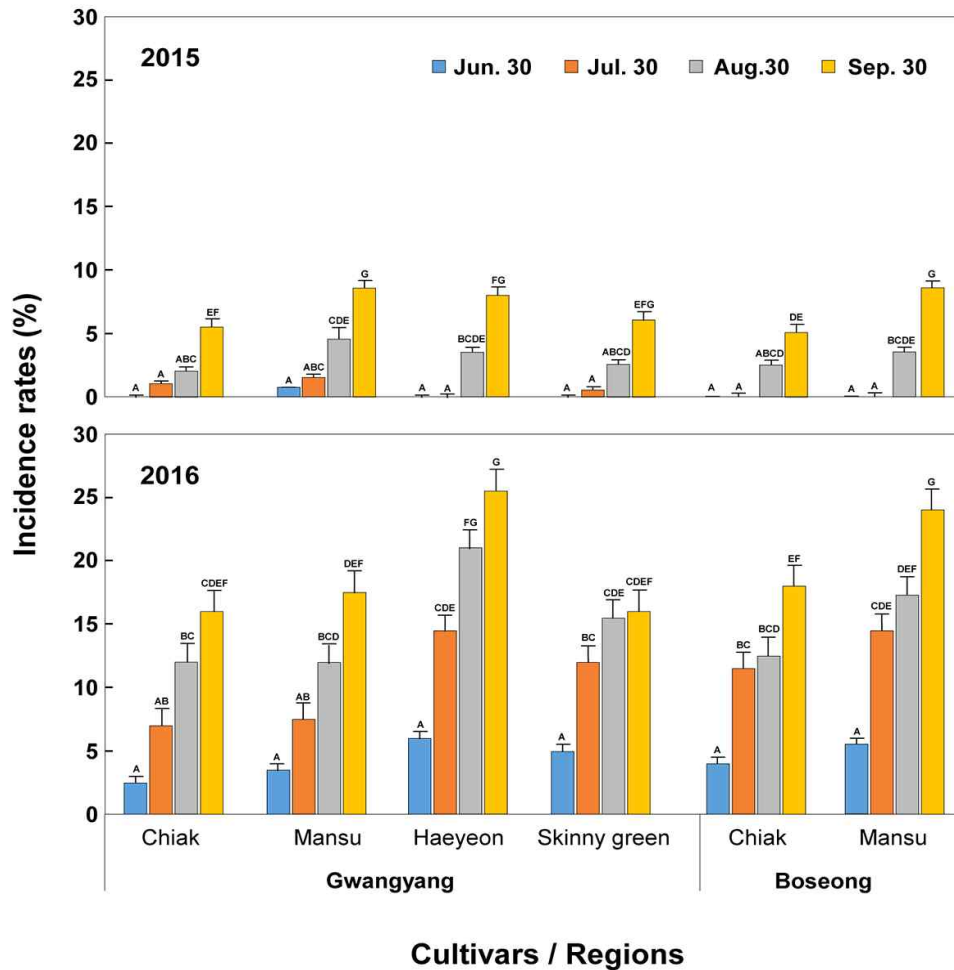 Incidence rates (%)
30
25
20
15
10
5
0
2015
Jun. 30 Jul. 30 Aug.30 Sep. 30
A A ABC EF
A ABC CDE G
A A BCDE FG
A A ABCD EFG
A A ABCD DE
A A BCDE G
30
25
20
15
10
5
0
2016
A AB BC CDEF
A AB BCD DEF
A CDE FG G
A BC CDE CDEF
A BC BCD EF
A CDE DEF G
Chiak Mansu Haeyeon Skinny green Chiak Mansu
Gwangyang Boseong
Cultivars / Regions